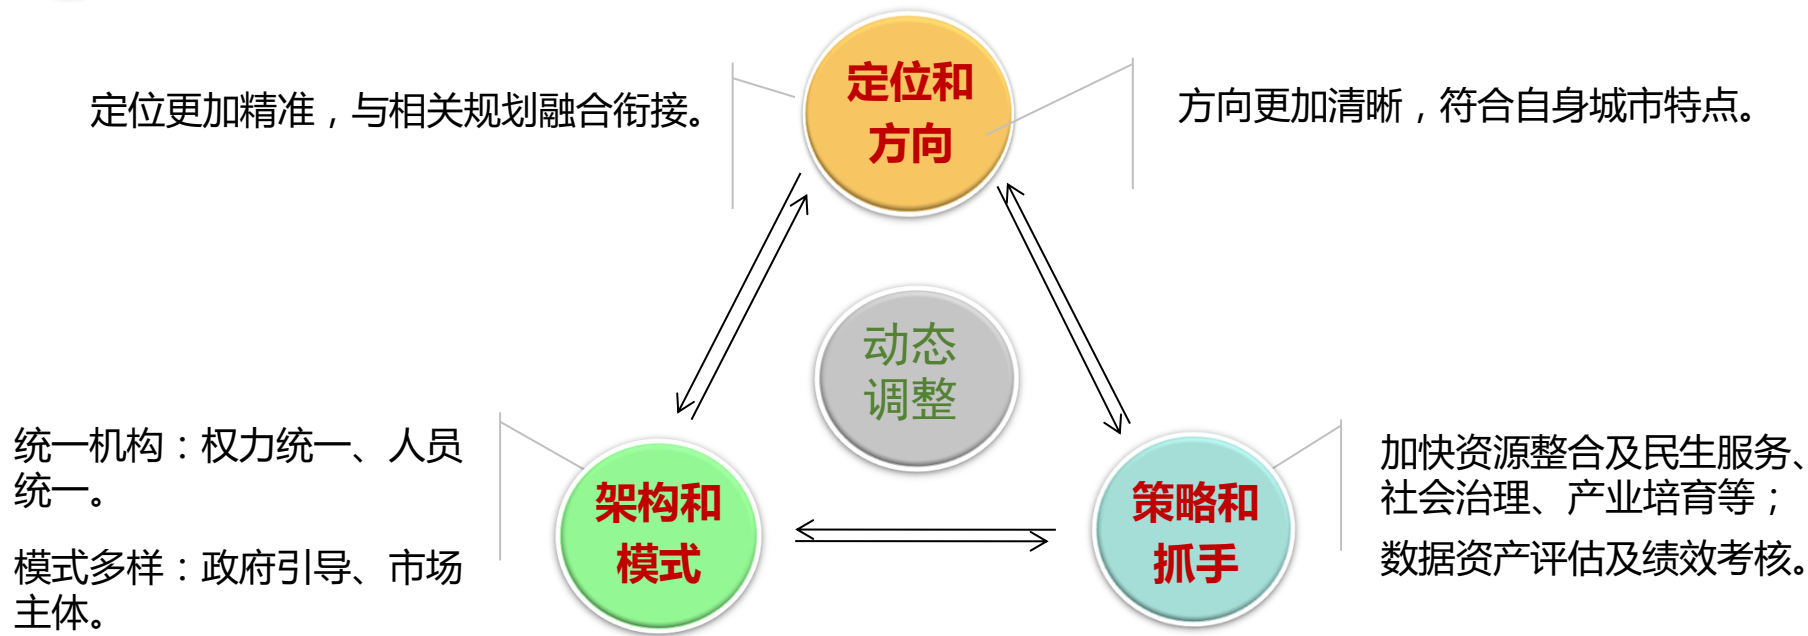 定位更加精准，与相关规划融合衔接。
定位和
方向
方向更加清晰，符合自身城市特点。
动态
调整
统一机构：权力统一、人员
统一。
模式多样：政府引导、市场
主体。
架构和
模式
策略和
抓手
加快资源整合及民生服务、
社会治理、产业培育等；
数据资产评估及绩效考核。